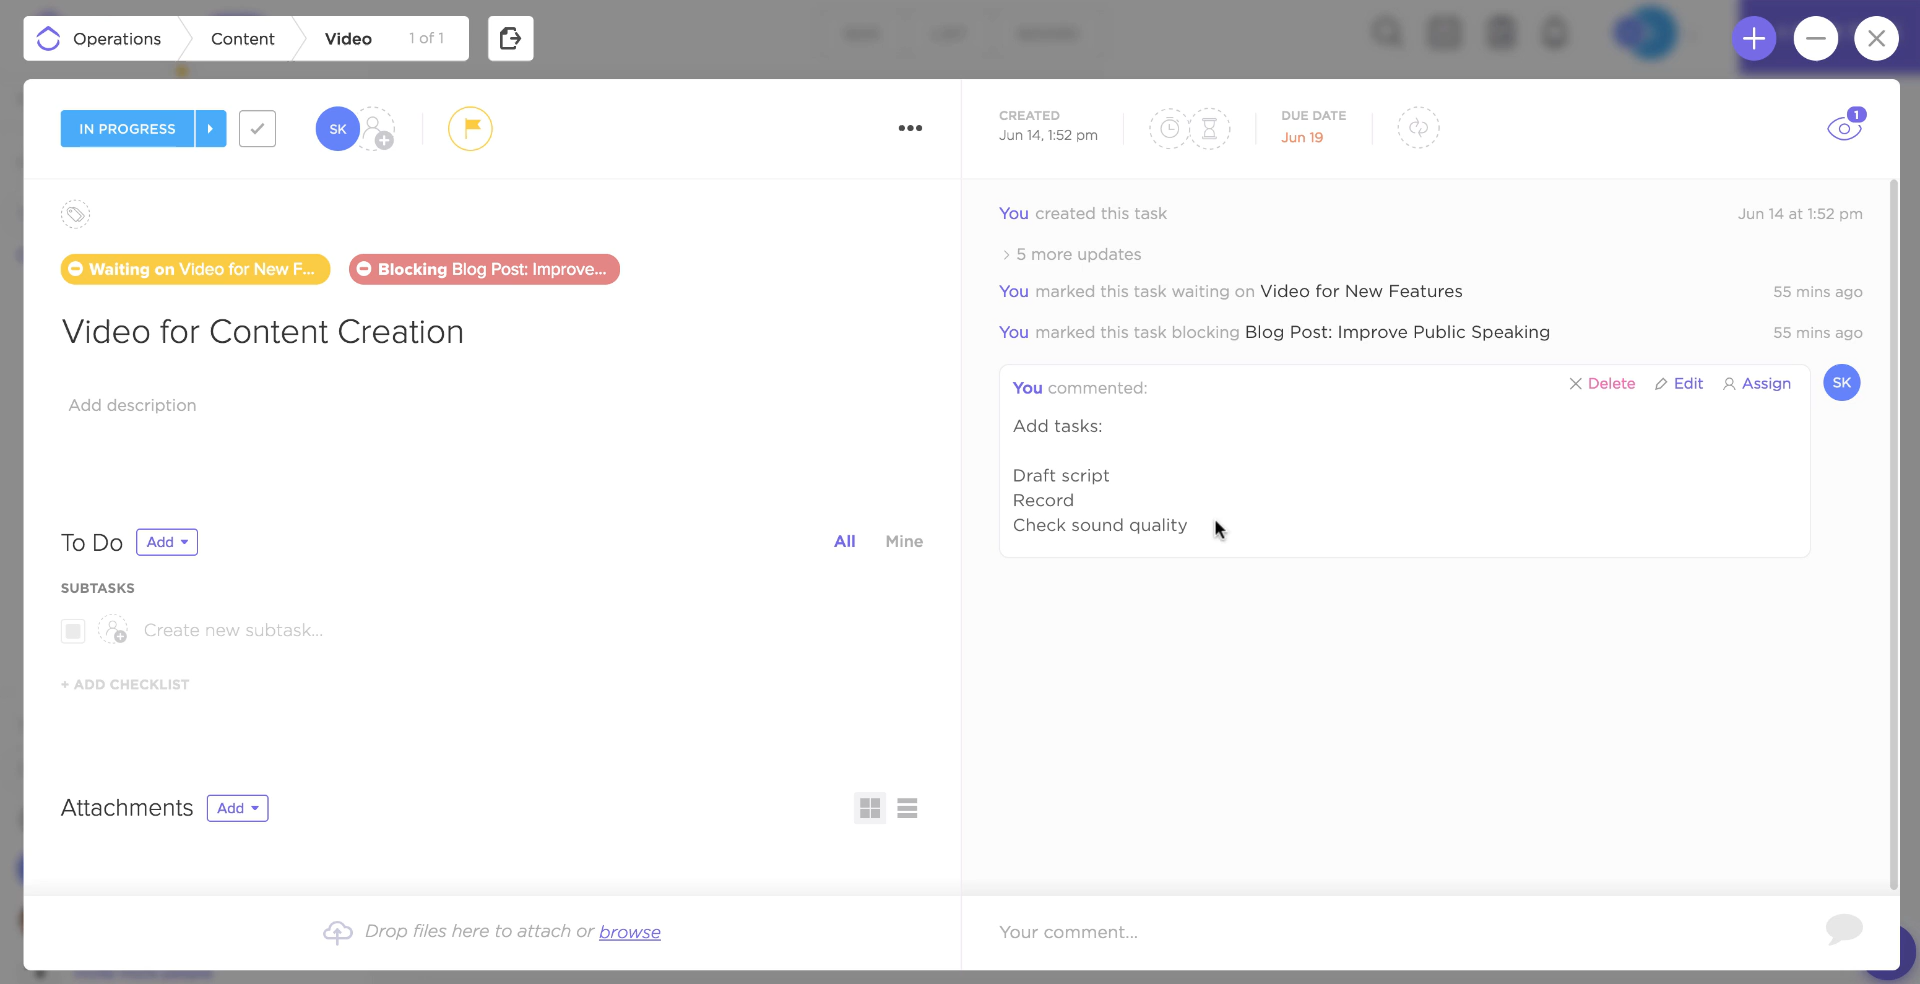 Operations
Content
Video
1 of 1
IN PROGRESS
SK
CREATED
Jun 14, 1:52 pm
DUE DATE
Jun 19
1
Waiting on Video for New F...
Blocking Blog Post: Improve...
Video for Content Creation
Add description
To Do
Add
All
Mine
SUBTASKS
Create new subtask...
+ ADD CHECKLIST
Attachments
Add
Drop files here to attach or browse
You created this task
Jun 14 at 1:52 pm
5 more updates
You marked this task waiting on Video for New Features
55 mins ago
You marked this task blocking Blog Post: Improve Public Speaking
55 mins ago
You commented:
Delete
Edit
Assign
SK
Add tasks:
Draft script
Record
Check sound quality
Your comment...